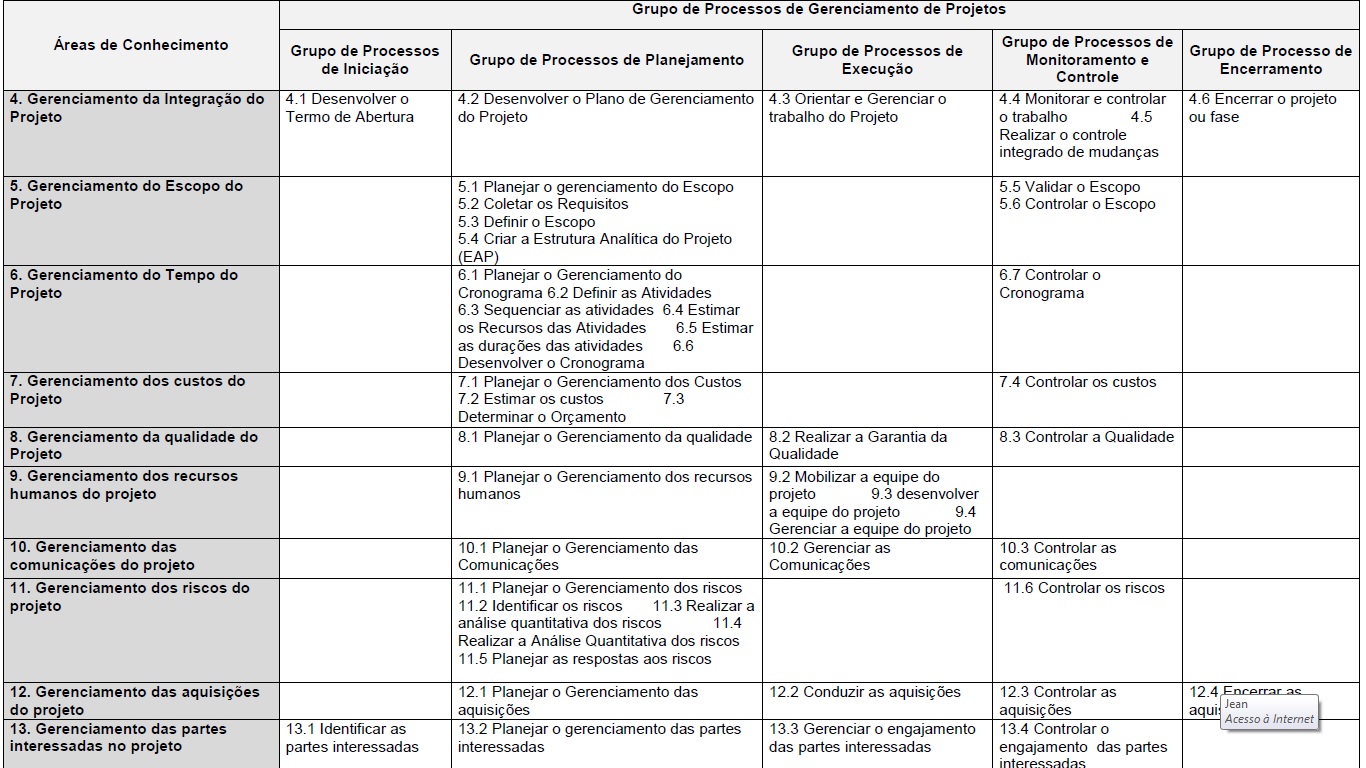 Grupo de Processos de Gerenciamento de Projetos
Áreas de Conhecimento
Grupo de Processos
de Iniciação
Grupo de Processos de Planejamento
Grupo de Processos de
Execução
Grupo de Processos de
Monitoramento e
Controle
Grupo de Processo de
Encerramento
4. Gerenciamento da Integração do
Projeto
4.1 Desenvolver o
Termo de Abertura
4.2 Desenvolver o Plano de Gerenciamento
do Projeto
4.3 Orientar e Gerenciar o
trabalho do Projeto
4.4 Monitorar e controlar
o trabalho 4.5
Realizar o controle
integrado de mudanças
4.6 Encerrar o projeto
ou fase
5. Gerenciamento do Escopo do
Projeto
5.1 Planejar o gerenciamento do Escopo
5.2 Coletar os Requisitos
5.3 Definir o Escopo
5.4 Criar a Estrutura Analítica do Projeto
(EAP)
5.5 Validar o Escopo
5.6 Controlar o Escopo
6. Gerenciamento do Tempo do
Projeto
6.1 Planejar o Gerenciamento do
Cronograma 6.2 Definir as Atividades
6.3 Sequenciar as atividades 6.4 Estimar
os Recursos das Atividades 6.5 Estimar
as durações das atividades 6.6
Desenvolver o Cronograma
6.7 Controlar o
Cronograma
7. Gerenciamento dos custos do
Projeto
7.1 Planejar o Gerenciamento dos Custos
7.2 Estimar os custos 7.3
Determinar o Orçamento
7.4 Controlar os custos
8. Gerenciamento da qualidade do
Projeto
8.1 Planejar o Gerenciamento da qualidade
8.2 Realizar a Garantia da
Qualidade
8.3 Controlar a Qualidade
9. Gerenciamento dos recursos
humanos do projeto
9.1 Planejar o Gerenciamento dos recursos
humanos
9.2 Mobilizar a equipe do
projeto 9.3 desenvolver
a equipe do projeto 9.4
Gerenciar a equipe do projeto
10. Gerenciamento das
comunicações do projeto
10.1 Planejar o Gerenciamento das
Comunicações
10.2 Gerenciar as
Comunicações
10.3 Controlar as
comunicações
11. Gerenciamento dos riscos do
projeto
11.1 Planejar o Gerenciamento dos riscos
11.2 Identificar os riscos 11.3 Realizar a
análise quantitativa dos riscos 11.4
Realizar a Análise Quantitativa dos riscos
11.5 Planejar as respostas aos riscos
11.6 Controlar os riscos
12. Gerenciamento das aquisições
do projeto
12.1 Planejar o Gerenciamento das
aquisições
12.2 Conduzir as aquisições
12.3 Controlar as
aquisições
12.4 Encerrar as
Jean
Acesso à Internet
13. Gerenciamento das partes
interessadas no projeto
13.1 Identificar as
partes interessadas
13.2 Planejar o gerenciamento das partes
interessadas
13.3 Gerenciar o engajamento
das partes interessadas
13.4 Controlar o
engajamento das partes
interessadas